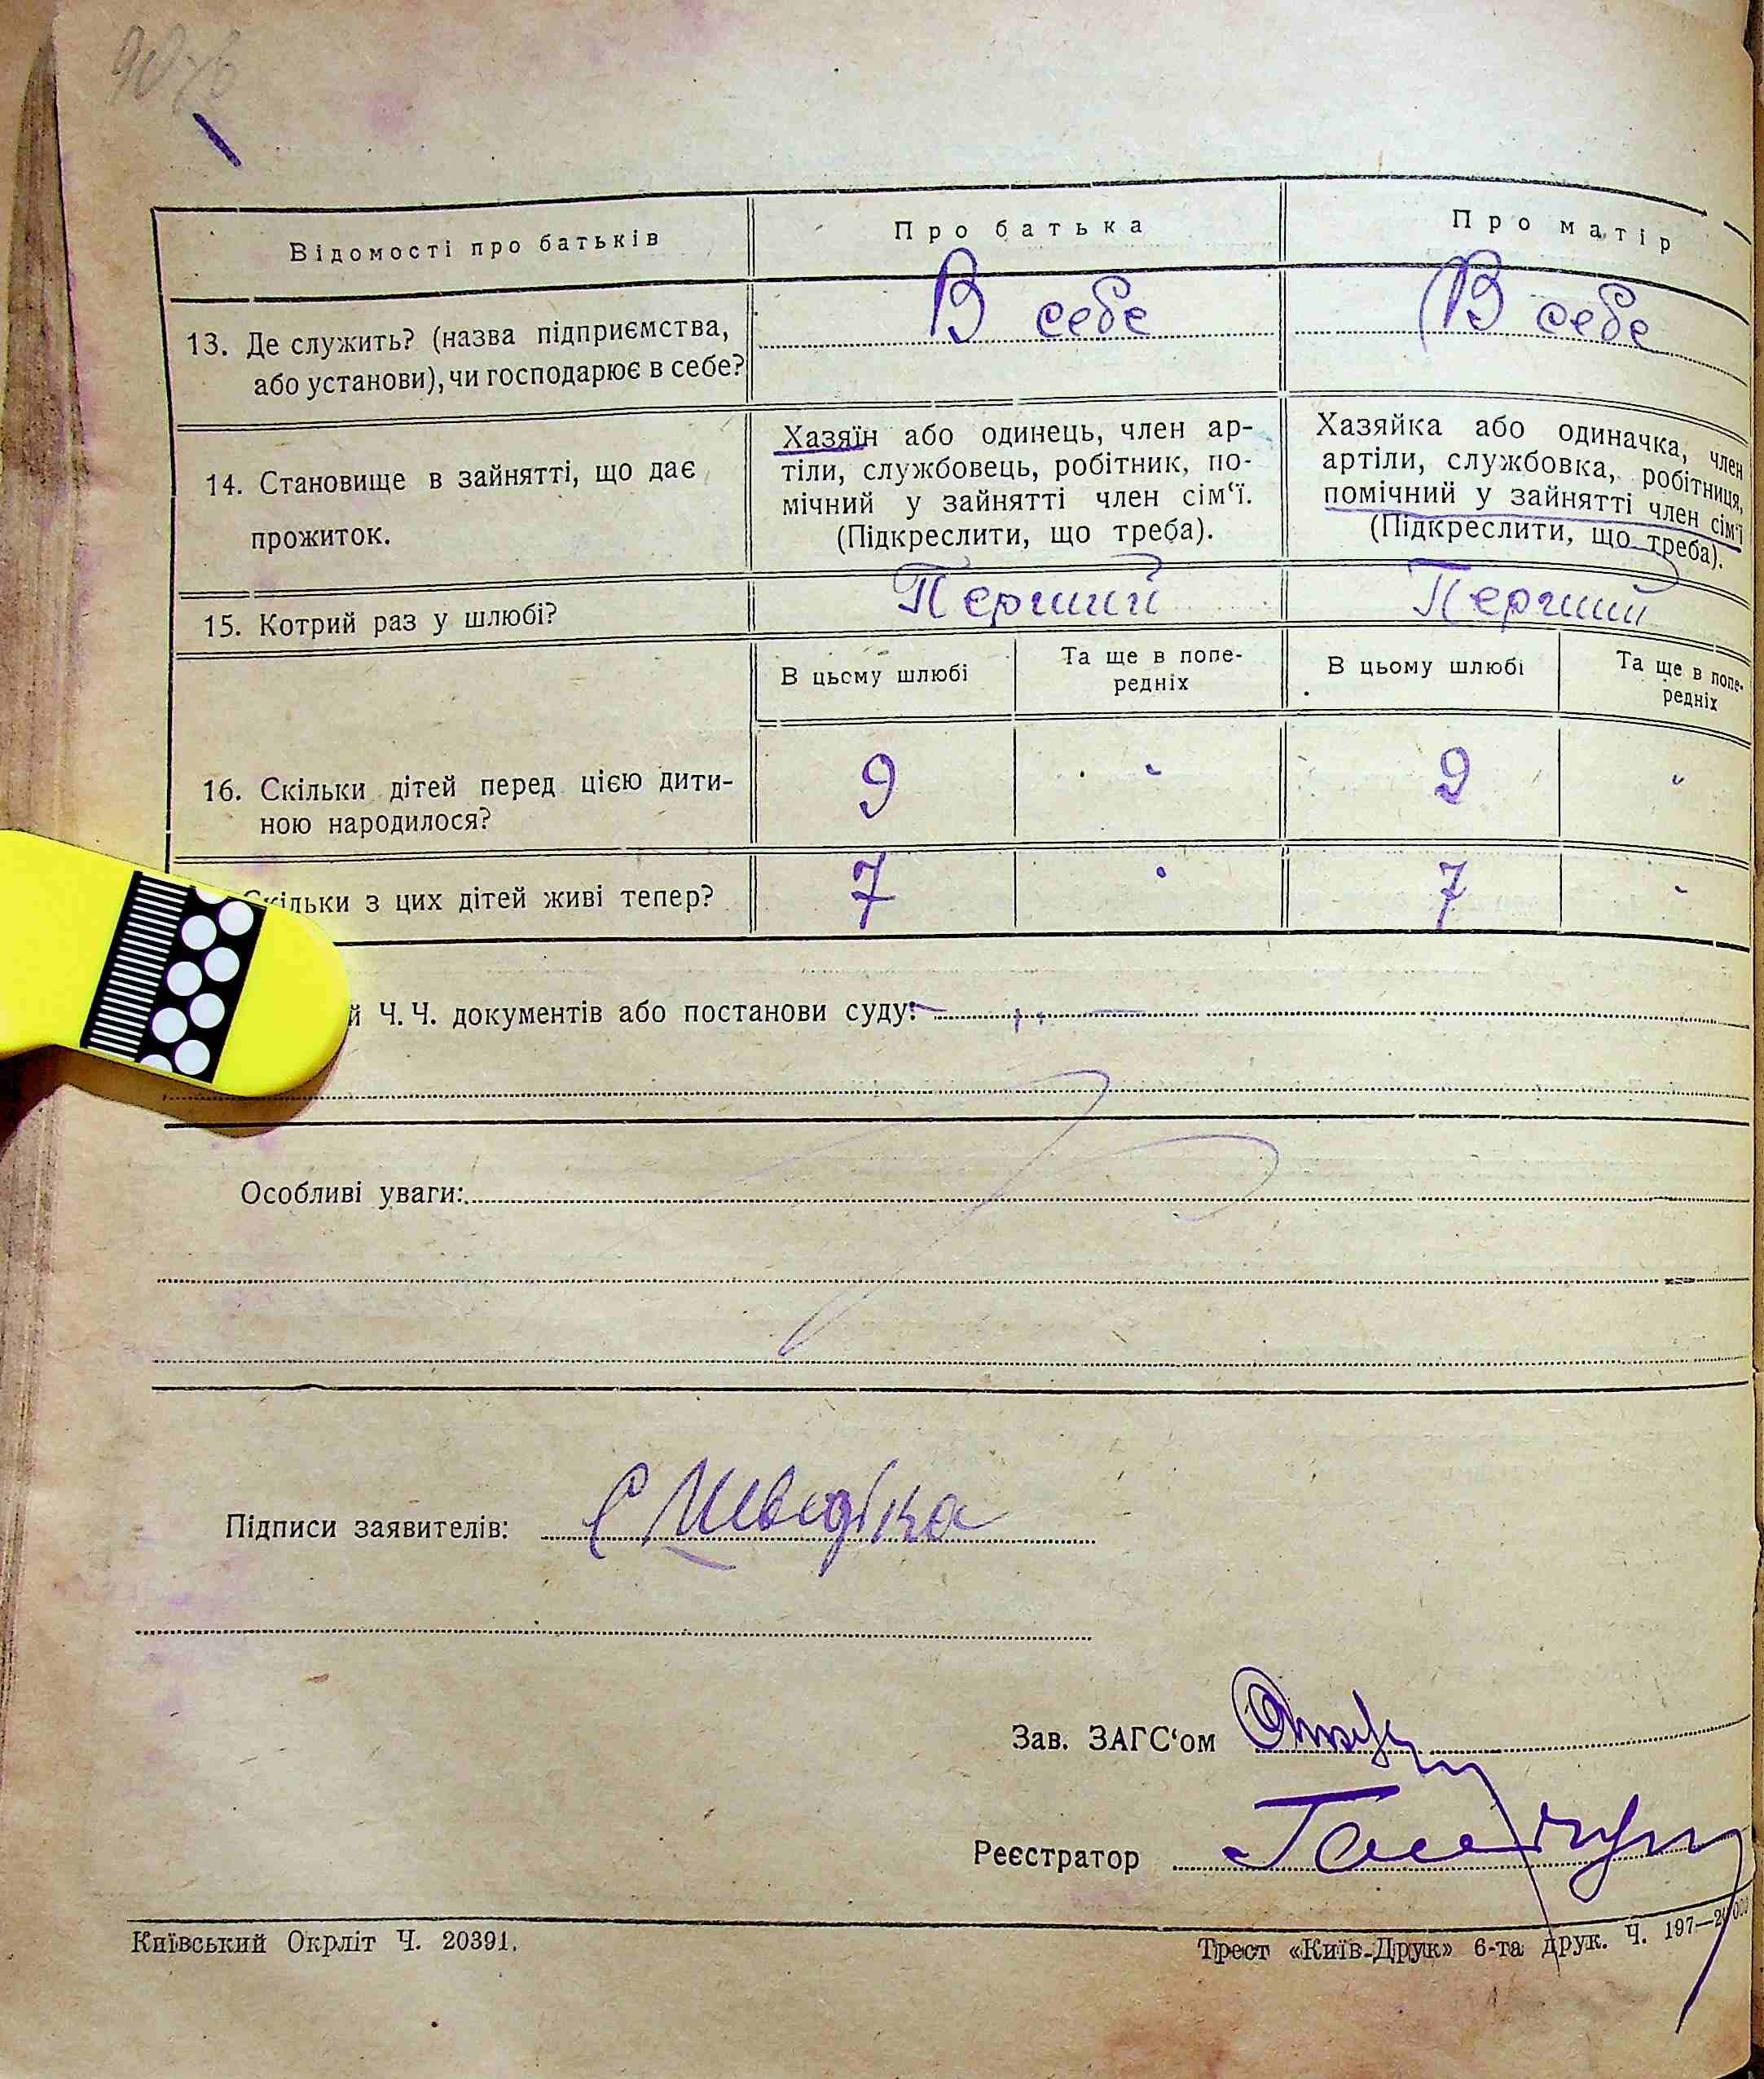 Відомості про батьків
Про батька
Про матір
13. Де служить? (назва підприємства,
або установи), чи господарює в себе?
В себе
В себе
14. Становище в зайнятті, що дає
прожиток.
Хазяїн або одинець, член ар-
тіли, службовець, робітник, по-
мічний у зайнятті член сім‘ї.
(Підкреслити, що треба).
Хазяйка або одиначка, член
артіли, службовка, робітниця,
помічний у зайнятті член сім‘ї
(Підкреслити, що треба).
15. Котрий раз у шлюбі?
Перший
Перший
В цьому шлюбі
Та ще в попе-
редніх
В цьому шлюбі
Та ще в попе-
редніх
16. Скільки дітей перед цією дити-
ною народилося?
9
"
9
"
кільки з цих дітей живі тепер?
7
"
7
"
й Ч. Ч. документів або постанови суду:
Особливі уваги:
Підписи заявителів:
Зав. ЗАГС‘ом
Реєстратор
Київський Окрліт Ч. 20391.
Трест «Київ-Друк» 6-та друк. Ч. 197—